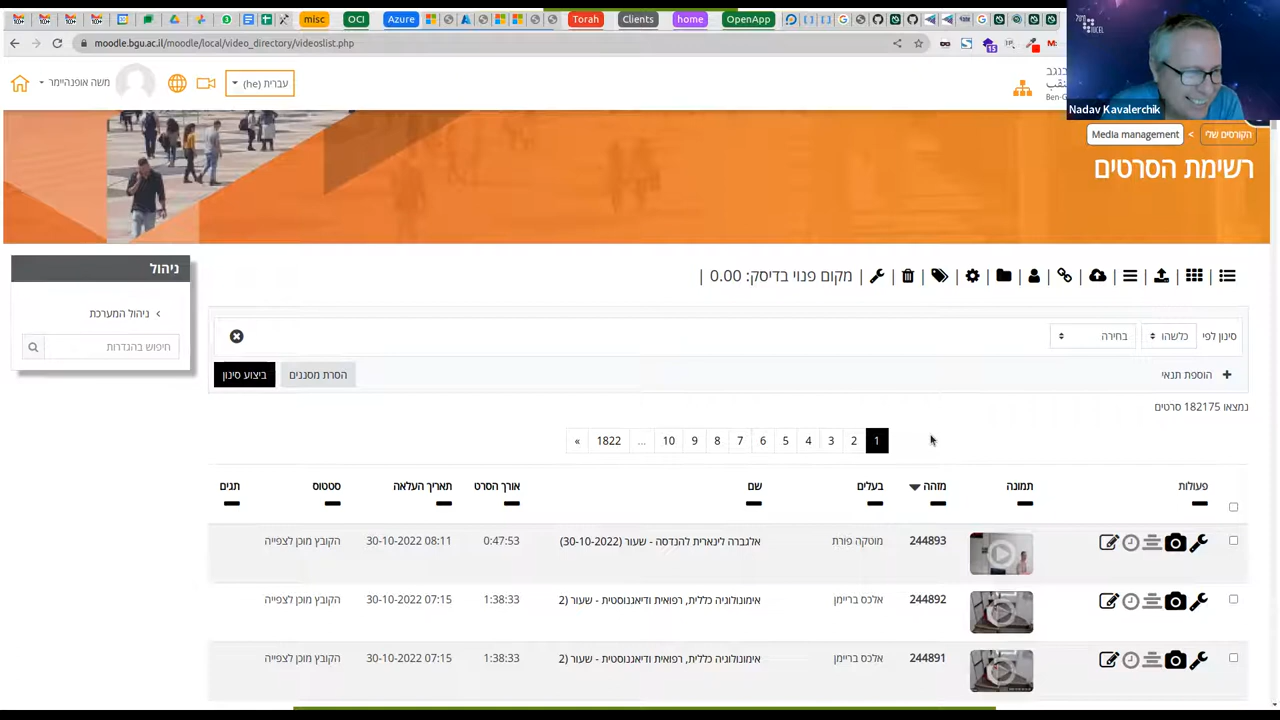 misc OCI Azure Torah Clients home OpenApp
moodle.bgu.ac.il/moodle/local/video_directory/videoslist.php
Nadav Kavalerchik
משה אופנהיימר
עברית (he)
בנגב
Ben-G
הקורסים שלי > Media management
רשימת הסרטים
ניהול
ניהול המערכת
חיפוש בהגדרות
| מקום פנוי בדיסק: 0.00 |
סינון לפי כלשהו בחירה
הוספת תנאי
הסרת מסננים ביצוע סינון
נמצאו 182175 סרטים
1 2 3 4 5 6 7 8 9 10 ... 1822 »
פעולות תמונה מזהה בעלים שם אורך הסרט תאריך העלאה סטטוס תגים
244893 מוטקה פורת אלגברה לינארית להנדסה - שעור (30-10-2022) 0:47:53 30-10-2022 08:11 הקובץ מוכן לצפייה
244892 אלכס בריימן אימונולוגיה כללית, רפואית ודיאגנוסטית - שעור (2 1:38:33 30-10-2022 07:15 הקובץ מוכן לצפייה
244891 אלכס בריימן אימונולוגיה כללית, רפואית ודיאגנוסטית - שעור (2 1:38:33 30-10-2022 07:15 הקובץ מוכן לצפייה